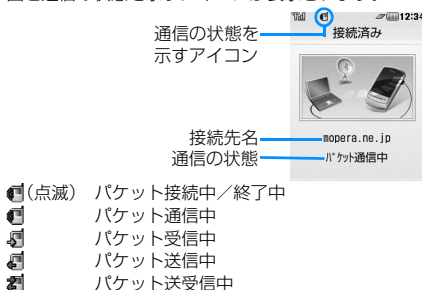 12:34
通信の状態を
示すアイコン
接続済み
接続先名
mopera.ne.jp
通信の状態
パケット通信中
(点滅) パケット接続中/終了中
パケット通信中
パケット受信中
パケット送信中
パケット送受信中